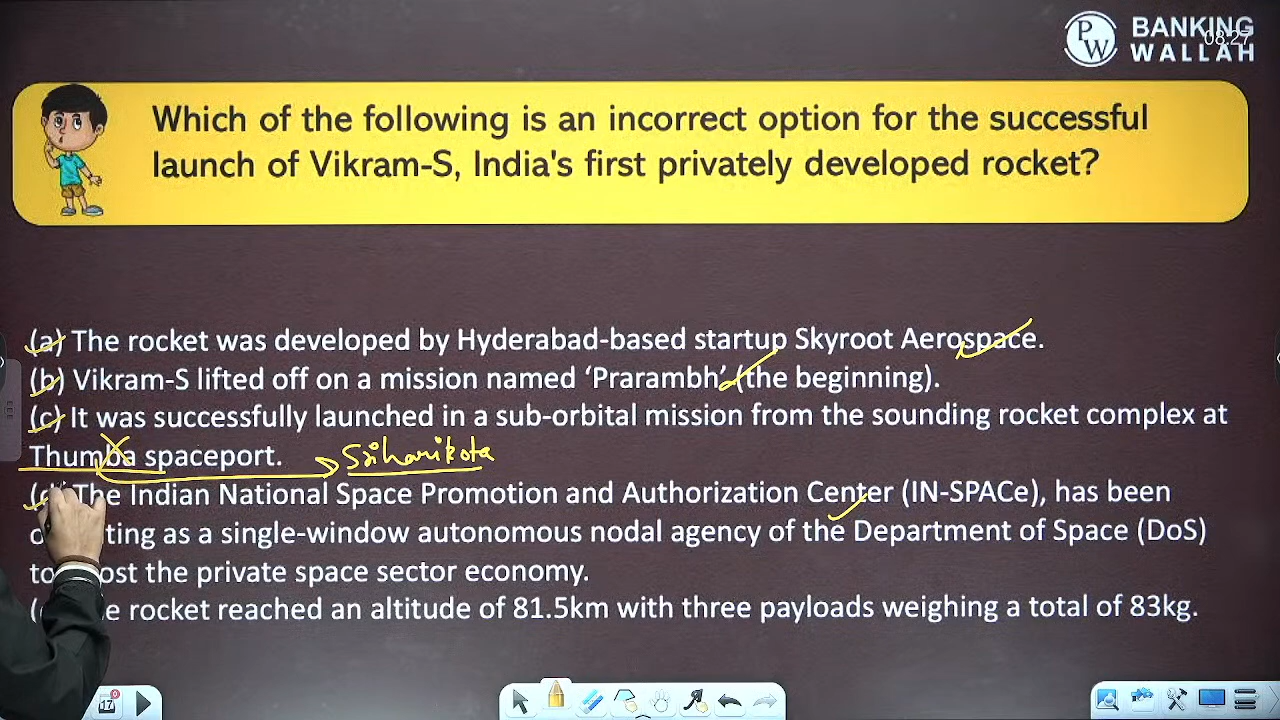 BANKING
WALLAH
PW
08:27
Which of the following is an incorrect option for the successful
launch of Vikram-S, India's first privately developed rocket?
(a) The rocket was developed by Hyderabad-based startup Skyroot Aerospace.
(b) Vikram-S lifted off on a mission named ‘Prarambh’ (the beginning).
(c) It was successfully launched in a sub-orbital mission from the sounding rocket complex at
Thumba spaceport. Sriharikota
The Indian National Space Promotion and Authorization Center (IN-SPACe), has been
as a single-window autonomous nodal agency of the Department of Space (DoS)
the private space sector economy.
rocket reached an altitude of 81.5km with three payloads weighing a total of 83kg.
17
0